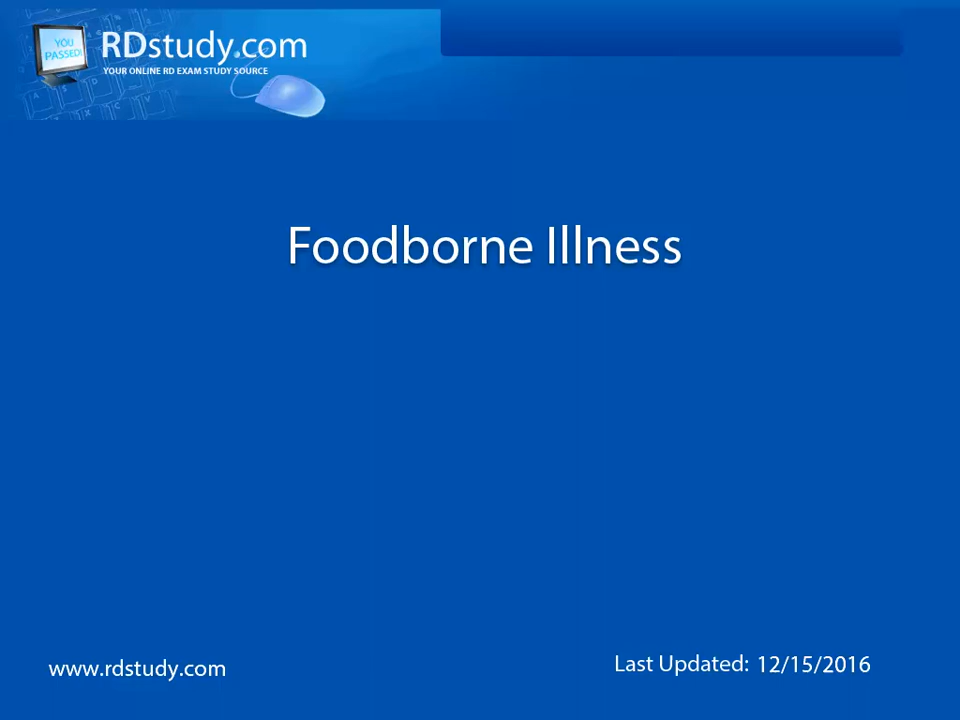 YOU
PASSED!
RDstudy.com
YOUR ONLINE RD EXAM STUDY SOURCE
Foodborne Illness
www.rdstudy.com
Last Updated: 12/15/2016